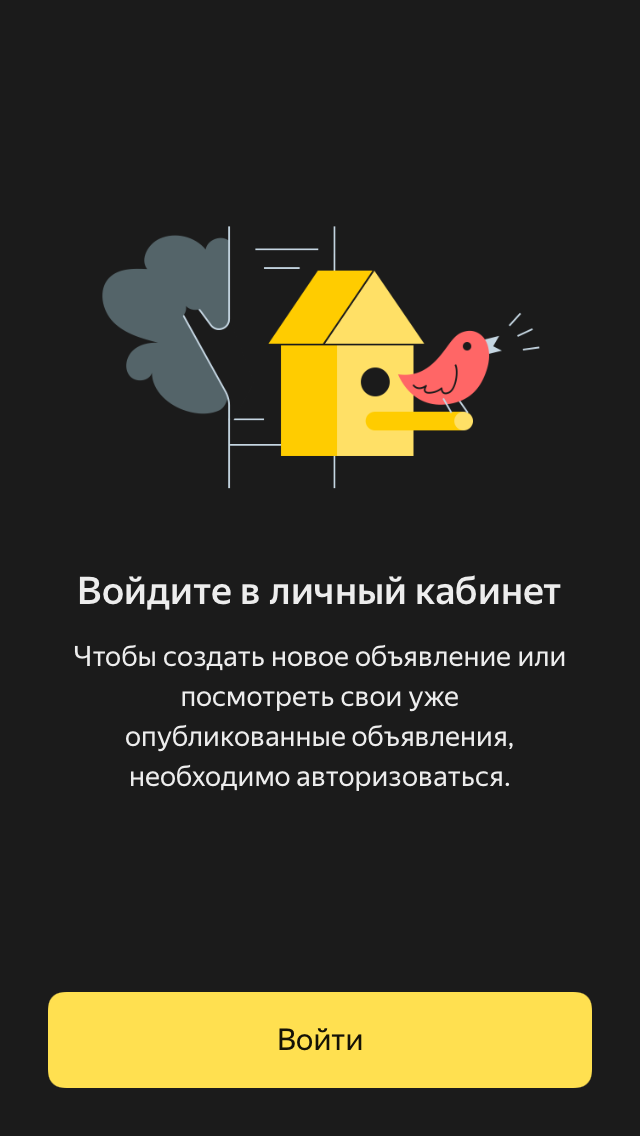 Войдите в личный кабинет
Чтобы создать новое объявление или
посмотреть свои уже
опубликованные объявления,
необходимо авторизоваться.
Войти